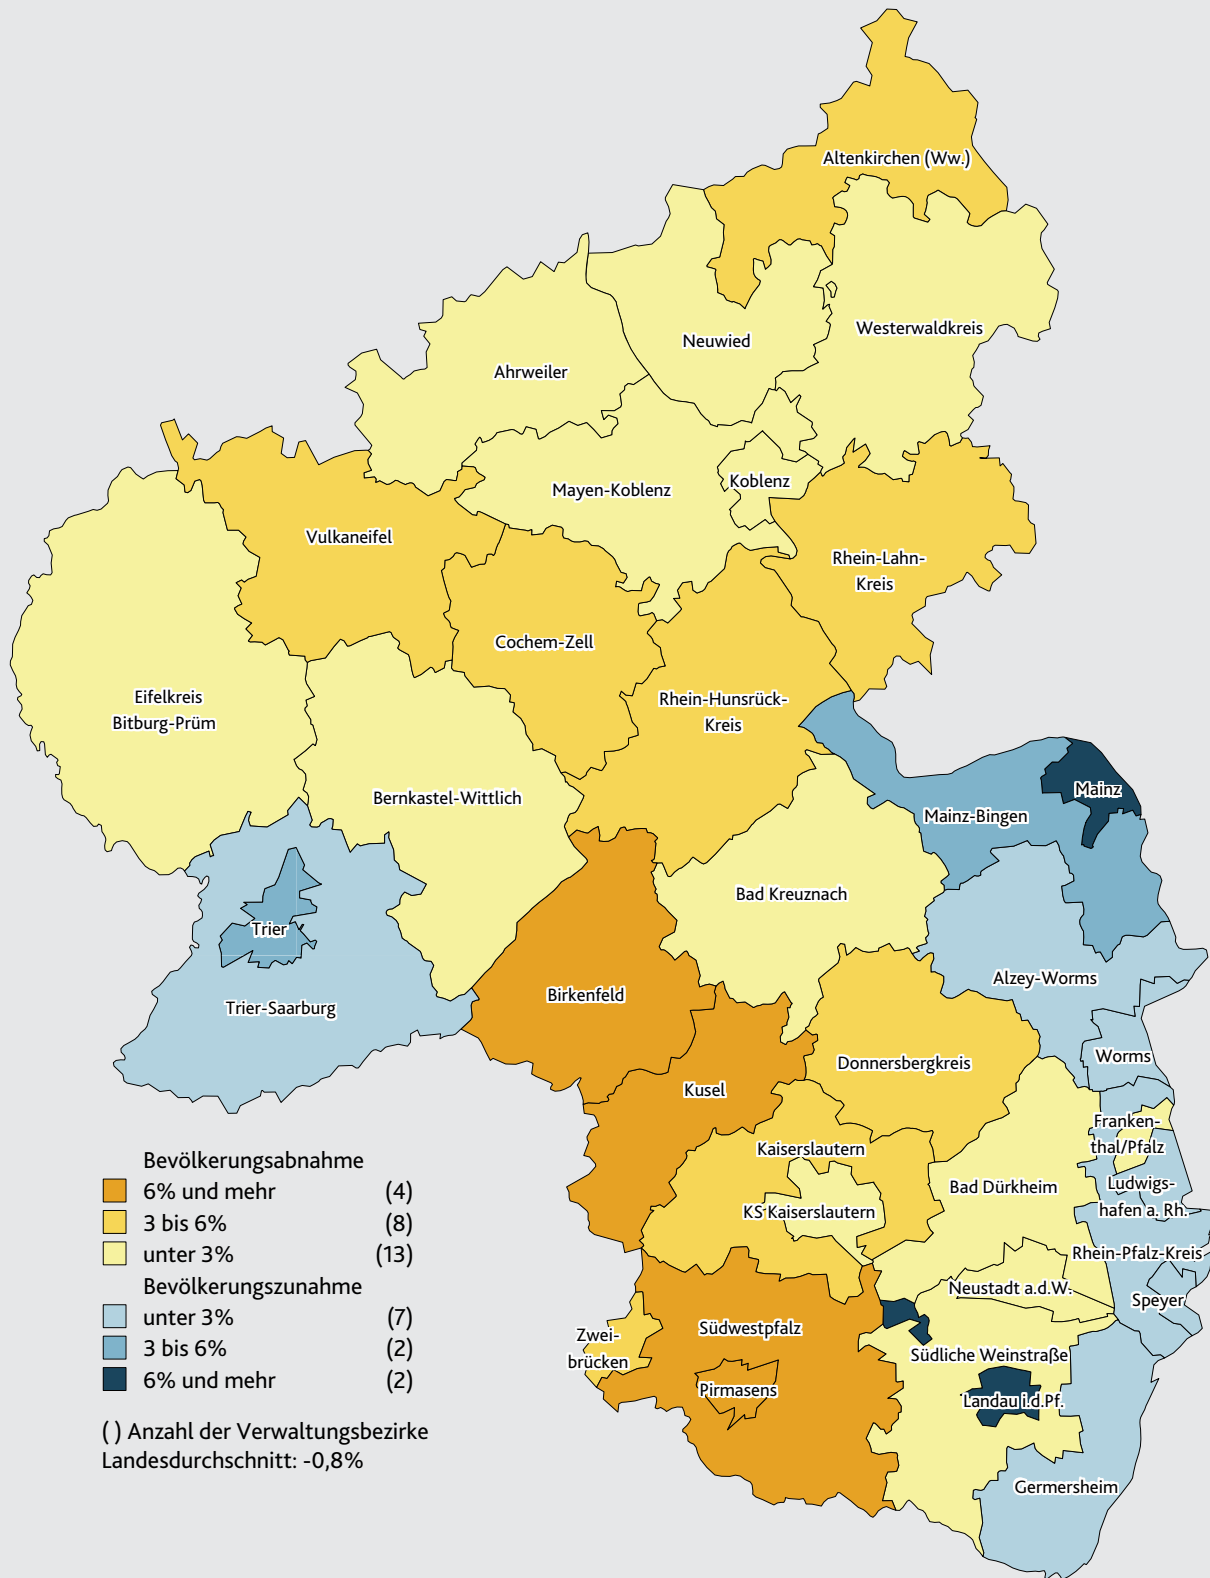 Altenkirchen (Ww.)
Neuwied
Westerwaldkreis
Ahrweiler
Mayen-Koblenz
Koblenz
Vulkaneifel
Rhein-Lahn-
Kreis
Cochem-Zell
Eifelkreis
Bitburg-Prüm
Rhein-Hunsrück-
Kreis
Bernkastel-Wittlich
Mainz
Mainz-Bingen
Bad Kreuznach
Trier
Alzey-Worms
Birkenfeld
Trier-Saarburg
Worms
Donnersbergkreis
Kusel
Franken-
thal/Pfalz
Kaiserslautern
Ludwigs-
hafen a. Rh.
Bad Dürkheim
KS Kaiserslautern
Rhein-Pfalz-Kreis
Neustadt a.d.W.
Speyer
Südwestpfalz
Zwei-
brücken
Südliche Weinstraße
Pirmasens
Landau i.d.Pf.
Germersheim
Bevölkerungsabnahme
6% und mehr (4)
3 bis 6% (8)
unter 3% (13)
Bevölkerungszunahme
unter 3% (7)
3 bis 6% (2)
6% und mehr (2)
( ) Anzahl der Verwaltungsbezirke
Landesdurchschnitt: -0,8%